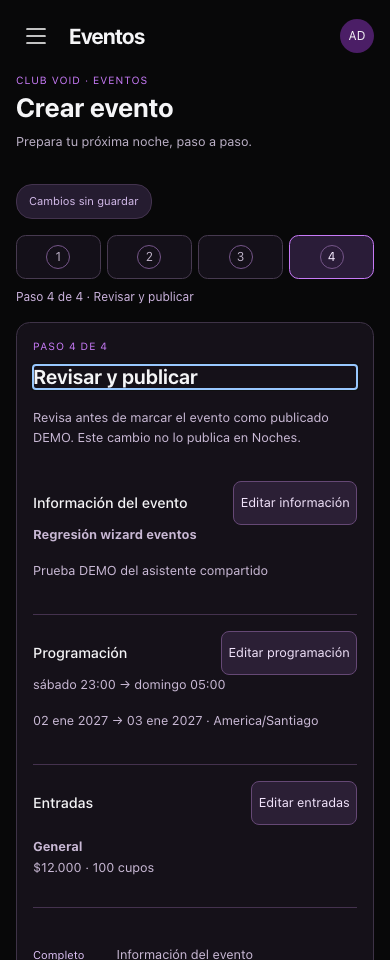 Eventos
AD
CLUB VOID · EVENTOS
Crear evento
Prepara tu próxima noche, paso a paso.
Cambios sin guardar
1
2
3
4
Paso 4 de 4 · Revisar y publicar
PASO 4 DE 4
Revisar y publicar
Revisa antes de marcar el evento como publicado
DEMO. Este cambio no lo publica en Noches.
Información del evento
Editar información
Regresión wizard eventos
Prueba DEMO del asistente compartido
Programación
Editar programación
sábado 23:00 → domingo 05:00
02 ene 2027 → 03 ene 2027 · America/Santiago
Entradas
Editar entradas
General
$12.000 · 100 cupos
Completo
Información del evento